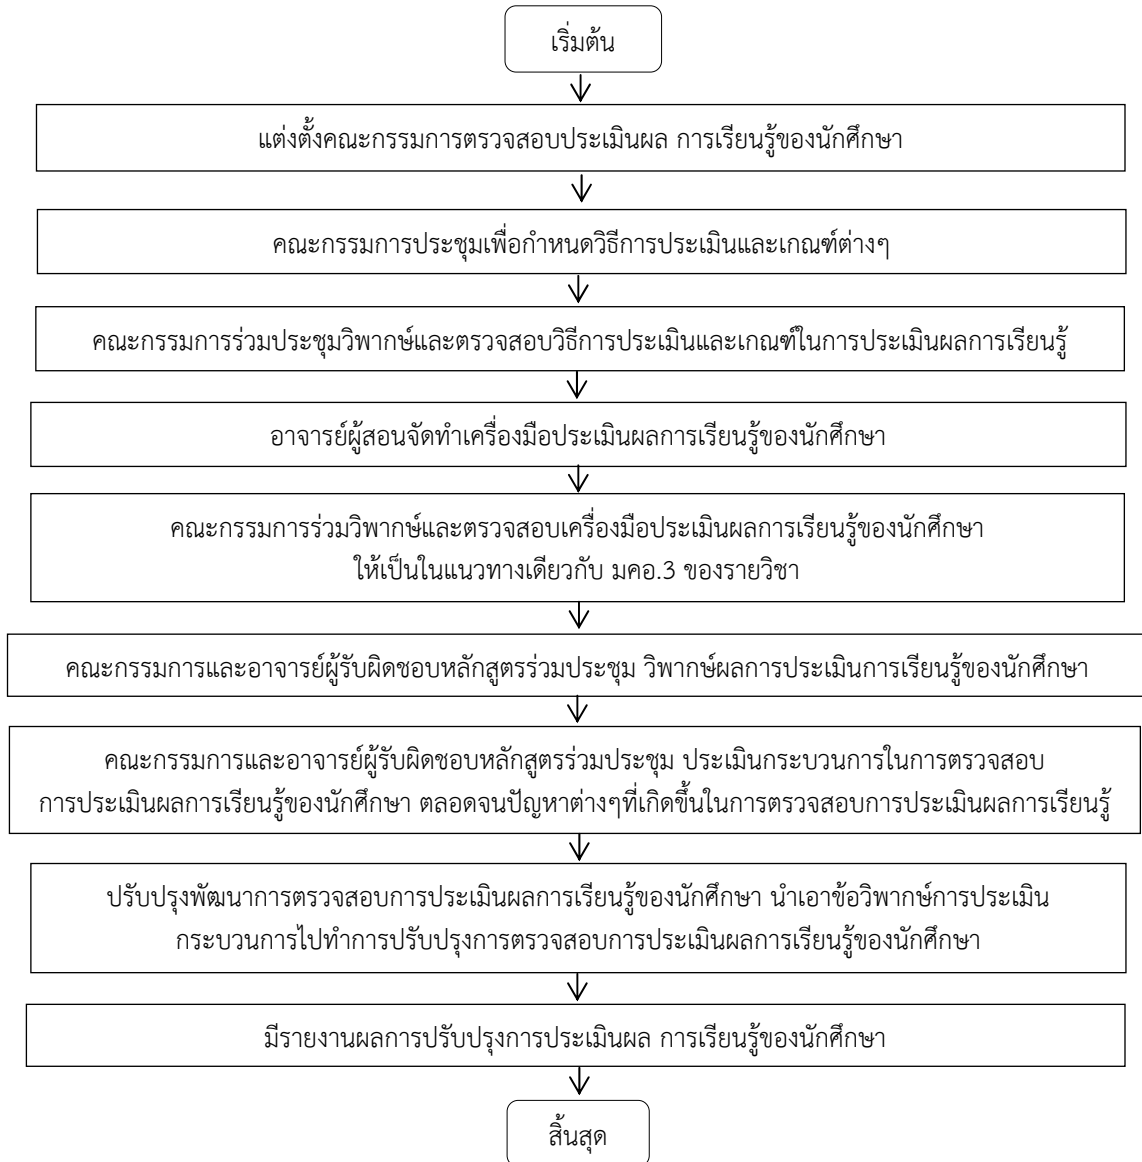 เริ่มต้น
แต่งตั้งคณะกรรมการตรวจสอบประเมินผล การเรียนรู้ของนักศึกษา
คณะกรรมการประชุมเพื่อกำหนดวิธีการประเมินและเกณฑ์ต่างๆ
คณะกรรมการร่วมประชุมวิพากษ์และตรวจสอบวิธีการประเมินและเกณฑ์ในการประเมินผลการเรียนรู้
อาจารย์ผู้สอนจัดทำเครื่องมือประเมินผลการเรียนรู้ของนักศึกษา
คณะกรรมการร่วมวิพากษ์และตรวจสอบเครื่องมือประเมินผลการเรียนรู้ของนักศึกษา
ให้เป็นในแนวทางเดียวกับ มคอ.3 ของรายวิชา
คณะกรรมการและอาจารย์ผู้รับผิดชอบหลักสูตรร่วมประชุม วิพากษ์ผลการประเมินการเรียนรู้ของนักศึกษา
คณะกรรมการและอาจารย์ผู้รับผิดชอบหลักสูตรร่วมประชุม ประเมินกระบวนการในการตรวจสอบ
การประเมินผลการเรียนรู้ของนักศึกษา ตลอดจนปัญหาต่างๆที่เกิดขึ้นในการตรวจสอบการประเมินผลการเรียนรู้
ปรับปรุงพัฒนาการตรวจสอบการประเมินผลการเรียนรู้ของนักศึกษา นำเอาข้อวิพากษ์การประเมิน
กระบวนการไปทำการปรับปรุงการตรวจสอบการประเมินผลการเรียนรู้ของนักศึกษา
มีรายงานผลการปรับปรุงการประเมินผล การเรียนรู้ของนักศึกษา
สิ้นสุด